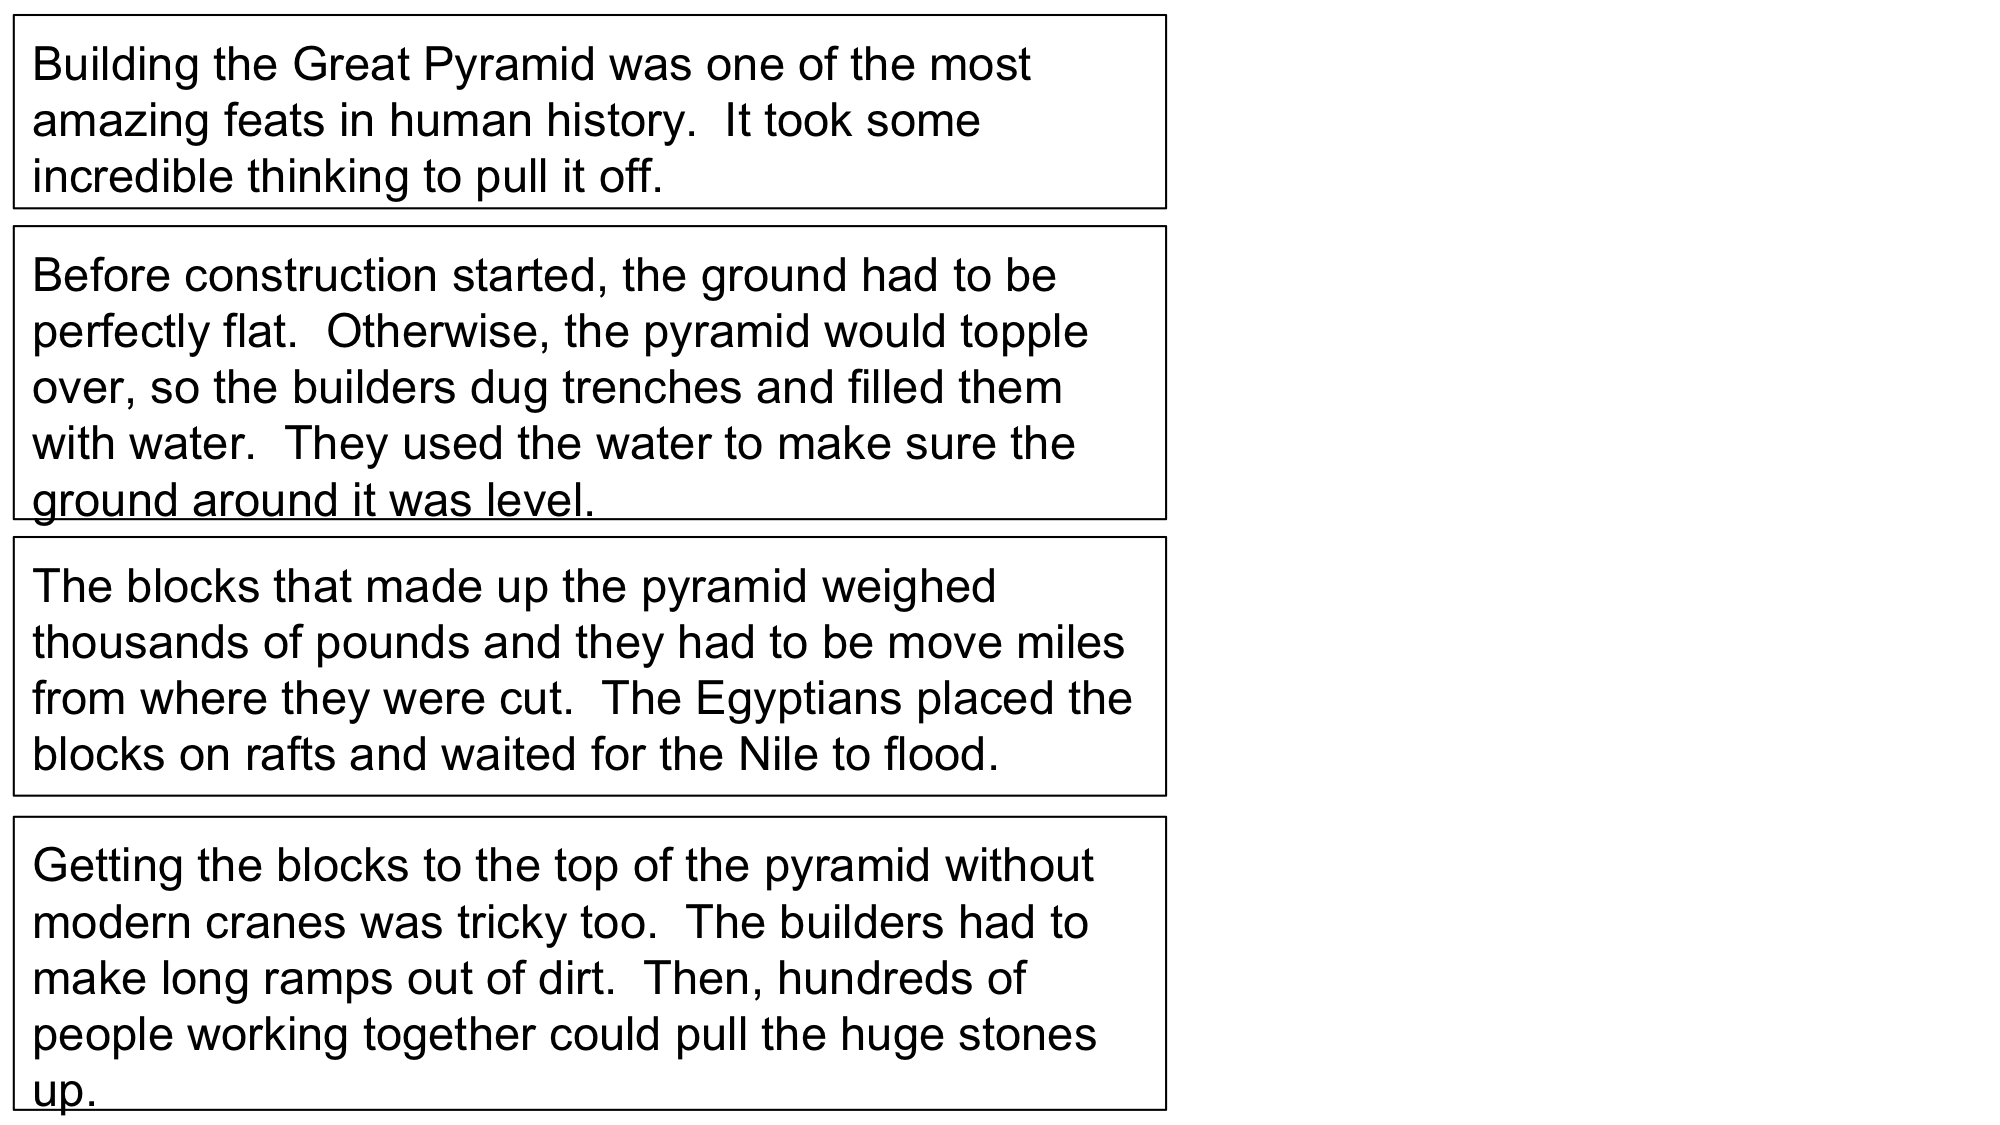 Building the Great Pyramid was one of the most
amazing feats in human history.  It took some
incredible thinking to pull it off.
Before construction started, the ground had to be
perfectly flat.  Otherwise, the pyramid would topple
over, so the builders dug trenches and filled them
with water.  They used the water to make sure the
ground around it was level.
The blocks that made up the pyramid weighed
thousands of pounds and they had to be move miles
from where they were cut.  The Egyptians placed the
blocks on rafts and waited for the Nile to flood.
Getting the blocks to the top of the pyramid without
modern cranes was tricky too.  The builders had to
make long ramps out of dirt.  Then, hundreds of
people working together could pull the huge stones
up.